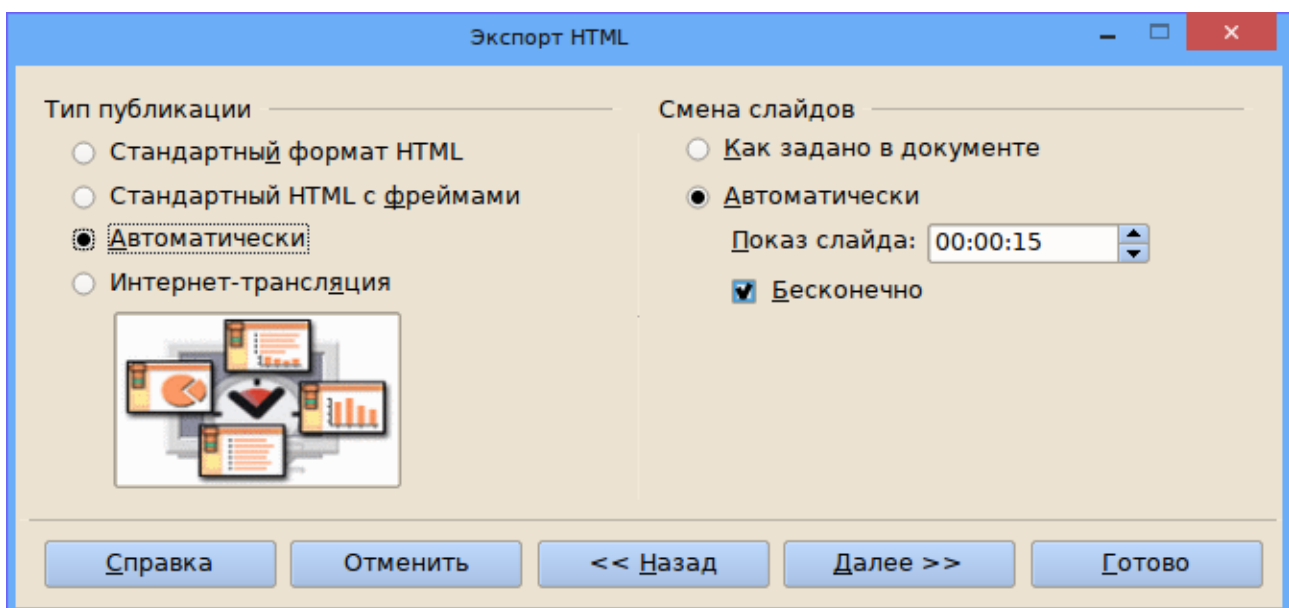 Экспорт HTML
Тип публикации
Стандартный формат HTML
Стандартный HTML с фреймами
Автоматически
Интернет-трансляция
Смена слайдов
Как задано в документе
Автоматически
Показ слайда: 00:00:15
Бесконечно
Справка
Отменить
<< Назад
Далее >>
Готово